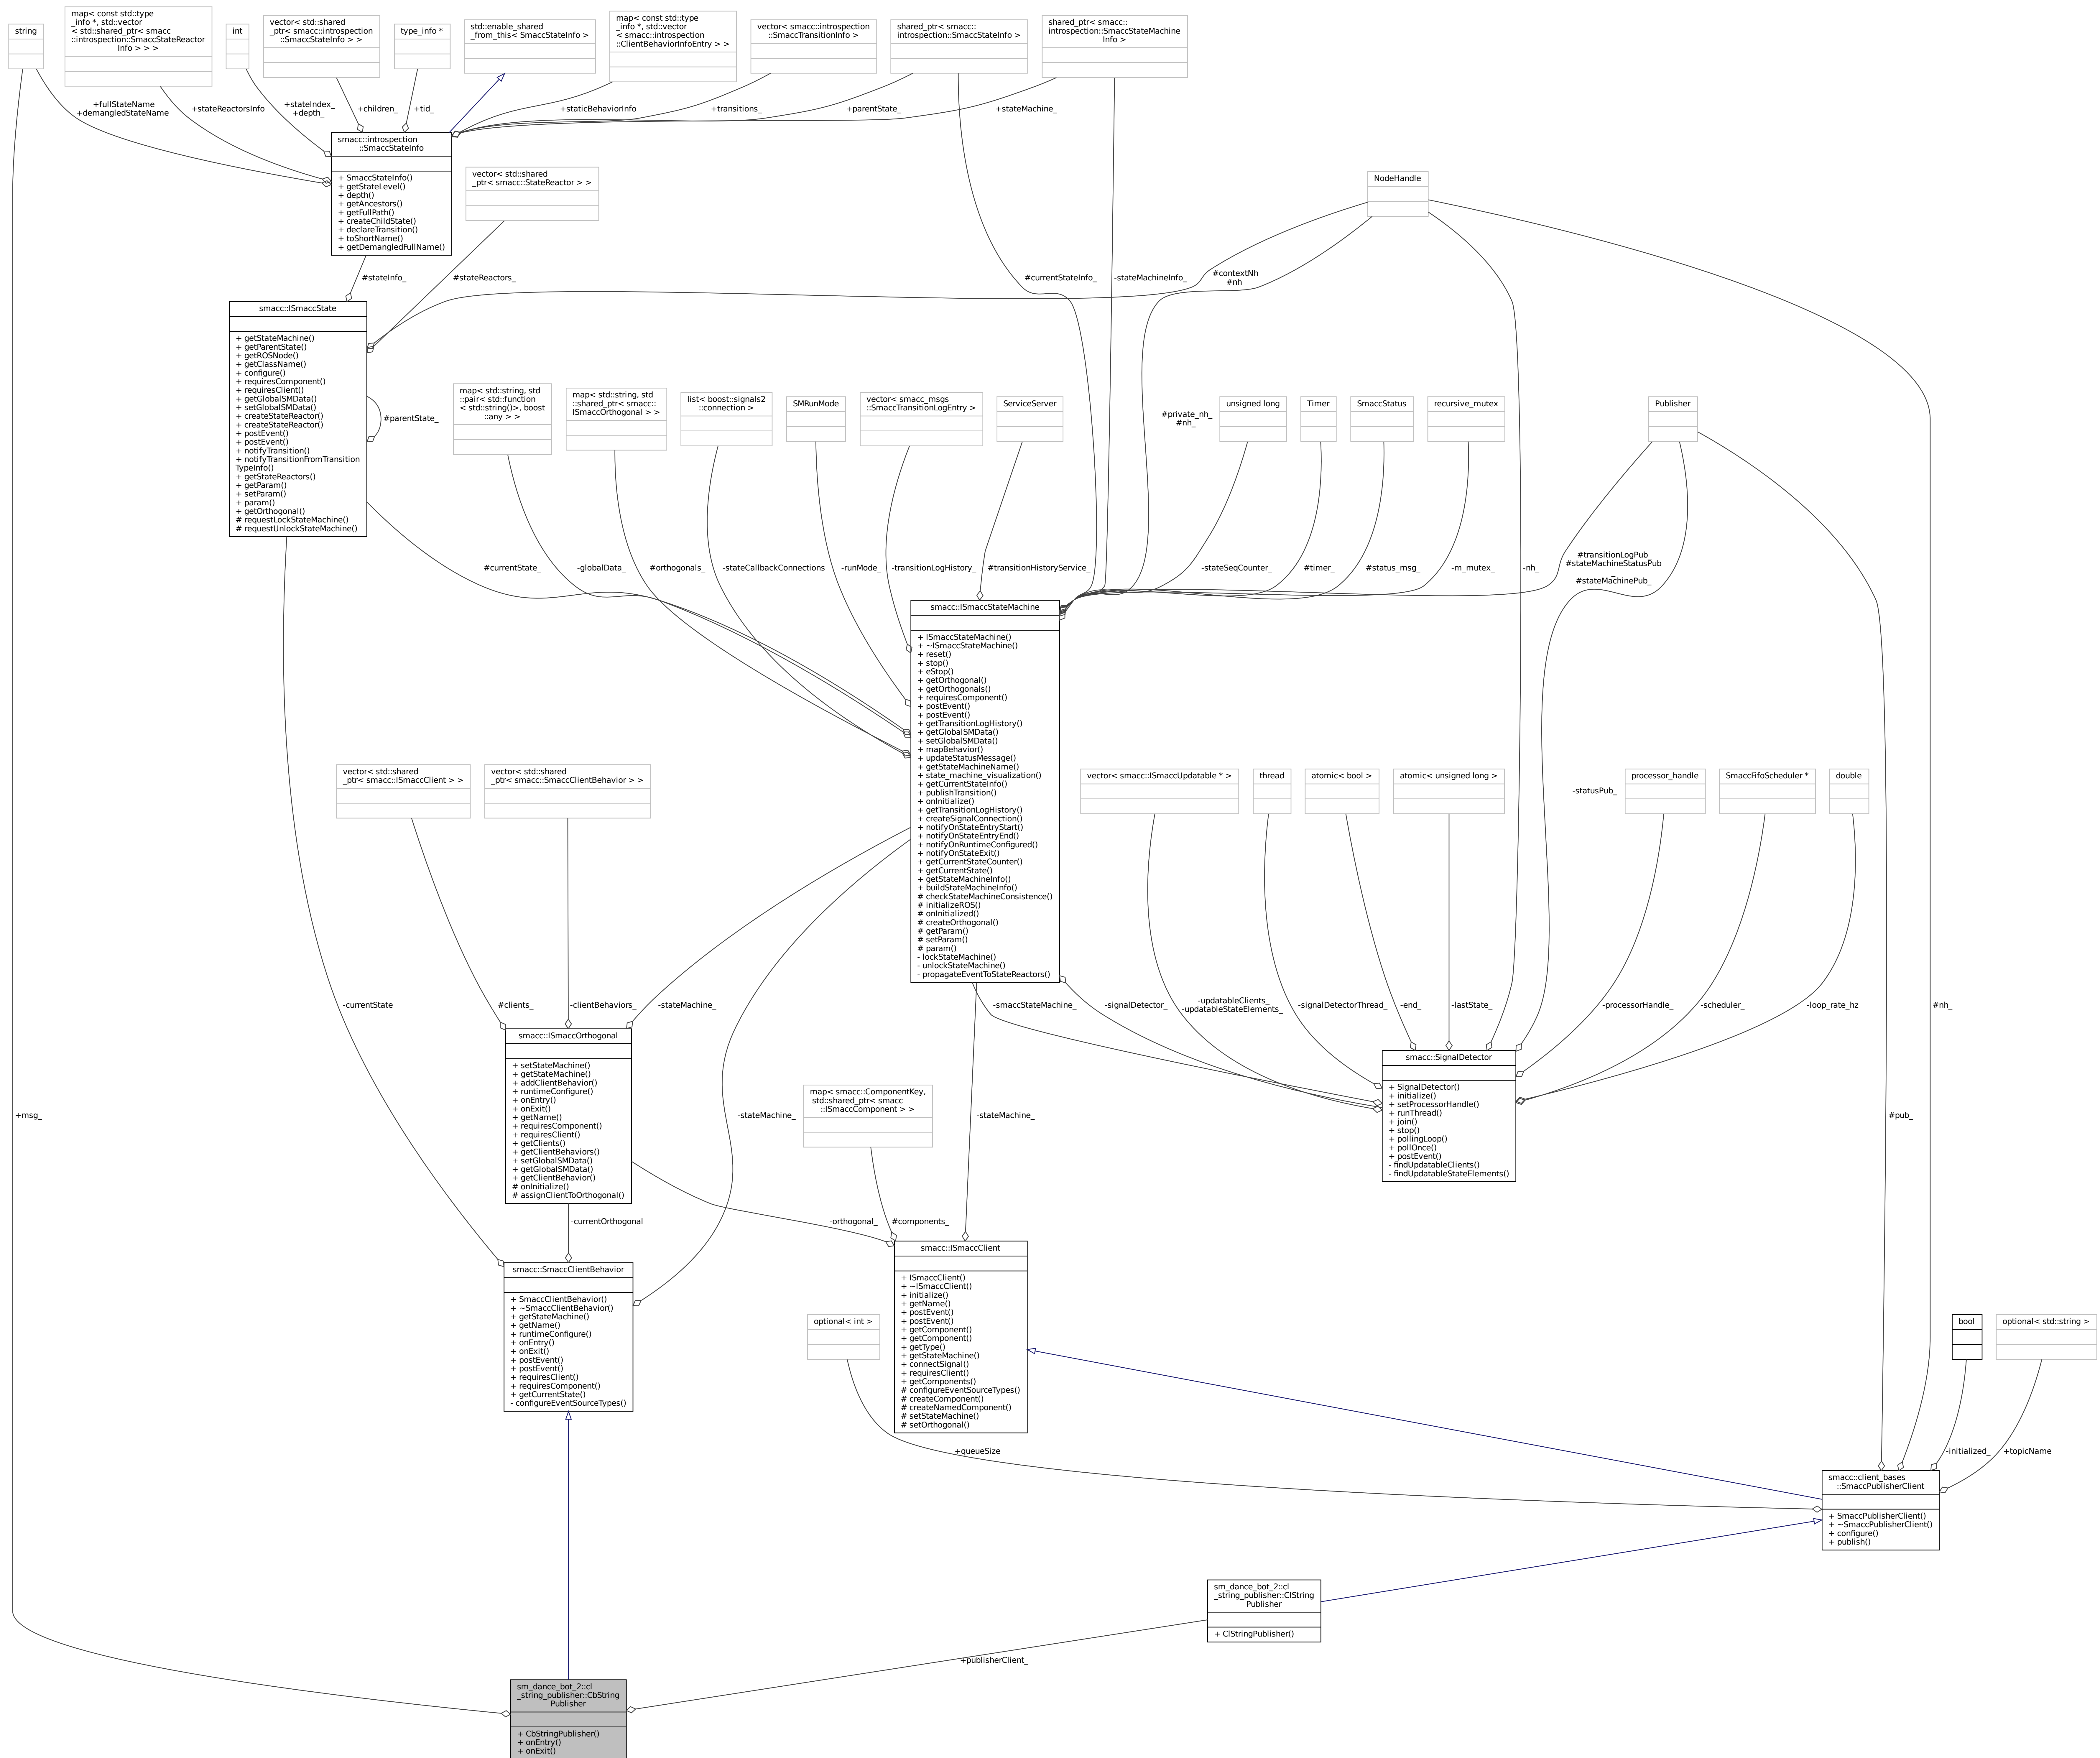 string
map< const std::type
_info *, std::vector
< std::shared_ptr< smacc
::introspection::SmaccStateReactor
Info > > >
int
vector< std::shared
_ptr< smacc::introspection
::SmaccStateInfo > >
type_info *
std::enable_shared
_from_this< SmaccStateInfo >
map< const std::type
_info *, std::vector
< smacc::introspection
::ClientBehaviorInfoEntry > >
vector< smacc::introspection
::SmaccTransitionInfo >
shared_ptr< smacc::
introspection::SmaccStateInfo >
shared_ptr< smacc::
introspection::SmaccStateMachine
Info >
+fullStateName
+demangledStateName
+stateReactorsInfo
+stateIndex_
+depth_
+children_
+tid_
+staticBehaviorInfo
+transitions_
+parentState_
+stateMachine_
smacc::introspection
::SmaccStateInfo
+ SmaccStateInfo()
+ getStateLevel()
+ depth()
+ getAncestors()
+ getFullPath()
+ createChildState()
+ declareTransition()
+ toShortName()
+ getDemangledFullName()
vector< std::shared
_ptr< smacc::StateReactor > >
NodeHandle
#stateInfo_
#stateReactors_
#currentStateInfo_
-stateMachineInfo_
#contextNh
#nh
smacc::ISmaccState
+ getStateMachine()
+ getParentState()
+ getROSNode()
+ getClassName()
+ configure()
+ requiresComponent()
+ requiresClient()
+ getGlobalSMData()
+ setGlobalSMData()
+ createStateReactor()
+ createStateReactor()
+ postEvent()
+ postEvent()
+ notifyTransition()
+ notifyTransitionFromTransition
TypeInfo()
+ getStateReactors()
+ getParam()
+ setParam()
+ param()
+ getOrthogonal()
# requestLockStateMachine()
# requestUnlockStateMachine()
#parentState_
map< std::string, std
::pair< std::function
< std::string()>, boost
::any > >
map< std::string, std
::shared_ptr< smacc::
ISmaccOrthogonal > >
list< boost::signals2
::connection >
SMRunMode
vector< smacc_msgs
::SmaccTransitionLogEntry >
ServiceServer
#private_nh_
#nh_
unsigned long
Timer
SmaccStatus
recursive_mutex
Publisher
#currentState_
-globalData_
#orthogonals_
-stateCallbackConnections
-runMode_
-transitionLogHistory_
#transitionHistoryService_
-stateSeqCounter_
#timer_
#status_msg_
-m_mutex_
-nh_
#transitionLogPub_
#stateMachineStatusPub
_
#stateMachinePub_
smacc::ISmaccStateMachine
+ ISmaccStateMachine()
+ ~ISmaccStateMachine()
+ reset()
+ stop()
+ eStop()
+ getOrthogonal()
+ getOrthogonals()
+ requiresComponent()
+ postEvent()
+ postEvent()
+ getTransitionLogHistory()
+ getGlobalSMData()
+ setGlobalSMData()
+ mapBehavior()
+ updateStatusMessage()
+ getStateMachineName()
+ state_machine_visualization()
+ getCurrentStateInfo()
+ publishTransition()
+ onInitialize()
+ getTransitionLogHistory()
+ createSignalConnection()
+ notifyOnStateEntryStart()
+ notifyOnStateEntryEnd()
+ notifyOnRuntimeConfigured()
+ notifyOnStateExit()
+ getCurrentStateCounter()
+ getCurrentState()
+ getStateMachineInfo()
+ buildStateMachineInfo()
# checkStateMachineConsistence()
# initializeROS()
# onInitialized()
# createOrthogonal()
# getParam()
# setParam()
# param()
- lockStateMachine()
- unlockStateMachine()
- propagateEventToStateReactors()
vector< std::shared
_ptr< smacc::ISmaccClient > >
vector< std::shared
_ptr< smacc::SmaccClientBehavior > >
vector< smacc::ISmaccUpdatable * >
thread
atomic< bool >
atomic< unsigned long >
-statusPub_
processor_handle
SmaccFifoScheduler *
double
-currentState
#clients_
-clientBehaviors_
-stateMachine_
-smaccStateMachine_
-signalDetector_
-updatableClients_
-updatableStateElements_
-signalDetectorThread_
-end_
-lastState_
-processorHandle_
-scheduler_
-loop_rate_hz
#nh_
smacc::ISmaccOrthogonal
+ setStateMachine()
+ getStateMachine()
+ addClientBehavior()
+ runtimeConfigure()
+ onEntry()
+ onExit()
+ getName()
+ requiresComponent()
+ requiresClient()
+ getClients()
+ getClientBehaviors()
+ setGlobalSMData()
+ getGlobalSMData()
+ getClientBehavior()
# onInitialize()
# assignClientToOrthogonal()
smacc::SignalDetector
+ SignalDetector()
+ initialize()
+ setProcessorHandle()
+ runThread()
+ join()
+ stop()
+ pollingLoop()
+ pollOnce()
+ postEvent()
- findUpdatableClients()
- findUpdatableStateElements()
+msg_
-stateMachine_
map< smacc::ComponentKey,
std::shared_ptr< smacc
::ISmaccComponent > >
-stateMachine_
#pub_
-currentOrthogonal
-orthogonal_
#components_
smacc::SmaccClientBehavior
+ SmaccClientBehavior()
+ ~SmaccClientBehavior()
+ getStateMachine()
+ getName()
+ runtimeConfigure()
+ onEntry()
+ onExit()
+ postEvent()
+ postEvent()
+ requiresClient()
+ requiresComponent()
+ getCurrentState()
- configureEventSourceTypes()
optional< int >
smacc::ISmaccClient
+ ISmaccClient()
+ ~ISmaccClient()
+ initialize()
+ getName()
+ postEvent()
+ postEvent()
+ getComponent()
+ getComponent()
+ getType()
+ getStateMachine()
+ connectSignal()
+ requiresClient()
+ getComponents()
# configureEventSourceTypes()
# createComponent()
# createNamedComponent()
# setStateMachine()
# setOrthogonal()
bool
optional< std::string >
+queueSize
-initialized_
+topicName
smacc::client_bases
::SmaccPublisherClient
+ SmaccPublisherClient()
+ ~SmaccPublisherClient()
+ configure()
+ publish()
sm_dance_bot_2::cl
_string_publisher::ClString
Publisher
+ ClStringPublisher()
+publisherClient_
sm_dance_bot_2::cl
_string_publisher::CbString
Publisher
+ CbStringPublisher()
+ onEntry()
+ onExit()